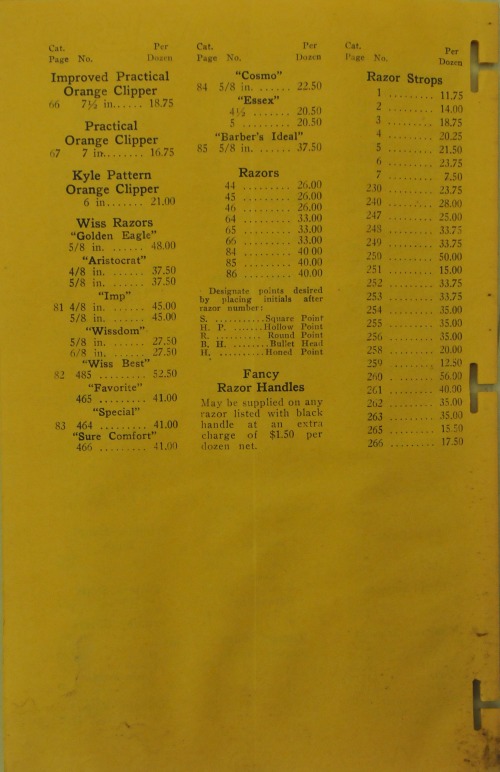 Cat. Per
Page No. Dozen
Improved Practical
Orange Clipper
66 7½ in...... 18.75
Practical
Orange Clipper
67 7 in........ 16.75
Kyle Pattern
Orange Clipper
6 in....... 21.00
Wiss Razors
"Golden Eagle"
5/8 in. ...... 48.00
"Aristocrat"
4/8 in. ....... 37.50
5/8 in. ....... 37.50
"Imp"
81 4/8 in. ...... 45.00
5/8 in. ...... 45.00
"Wissdom"
5/8 in. ....... 27.50
6/8 in. ....... 27.50
"Wiss Best"
82 485 ......... 52.50
"Favorite"
465 ......... 41.00
"Special"
83 464 ......... 41.00
"Sure Comfort"
466 ......... 41.00
Cat. Per
Page No. Dozen
"Cosmo"
84 5/8 in. ...... 22.50
"Essex"
4½ ....... 20.50
5 ......... 20.50
"Barber's Ideal"
85 5/8 in. ...... 37.50
Razors
44 ......... 26.00
45 ......... 26.00
46 ......... 26.00
64 ......... 33.00
65 ......... 33.00
66 ......... 33.00
84 ......... 40.00
85 ......... 40.00
86 ......... 40.00
Designate points desired
by placing initials after
razor number:
S. ...........Square Point
H. P. .......Hollow Point
R. ........... Round Point
B. H. ........Bullet Head
H. ..........Honed Point
Fancy
Razor Handles
May be supplied on any
razor listed with black
handle at an extra
charge of $1.50 per
dozen net.
Cat. Per
Page No. Dozen
Razor Strops
1 .......... 11.75
2 .......... 14.00
3 .......... 18.75
4 .......... 20.25
5 .......... 21.50
6 .......... 23.75
7 .......... 7.50
230 ......... 23.75
240 ......... 28.00
247 ......... 25.00
248 ......... 33.75
249 ......... 33.75
250 ......... 50.00
251 ......... 15.00
252 ......... 33.75
253 ......... 33.75
254 ......... 35.00
255 ......... 35.00
256 ......... 35.00
258 ......... 20.00
259 ......... 12.50
260 ......... 56.00
261 ......... 40.00
262 ......... 35.00
263 ......... 35.00
265 ......... 15.50
266 ......... 17.50